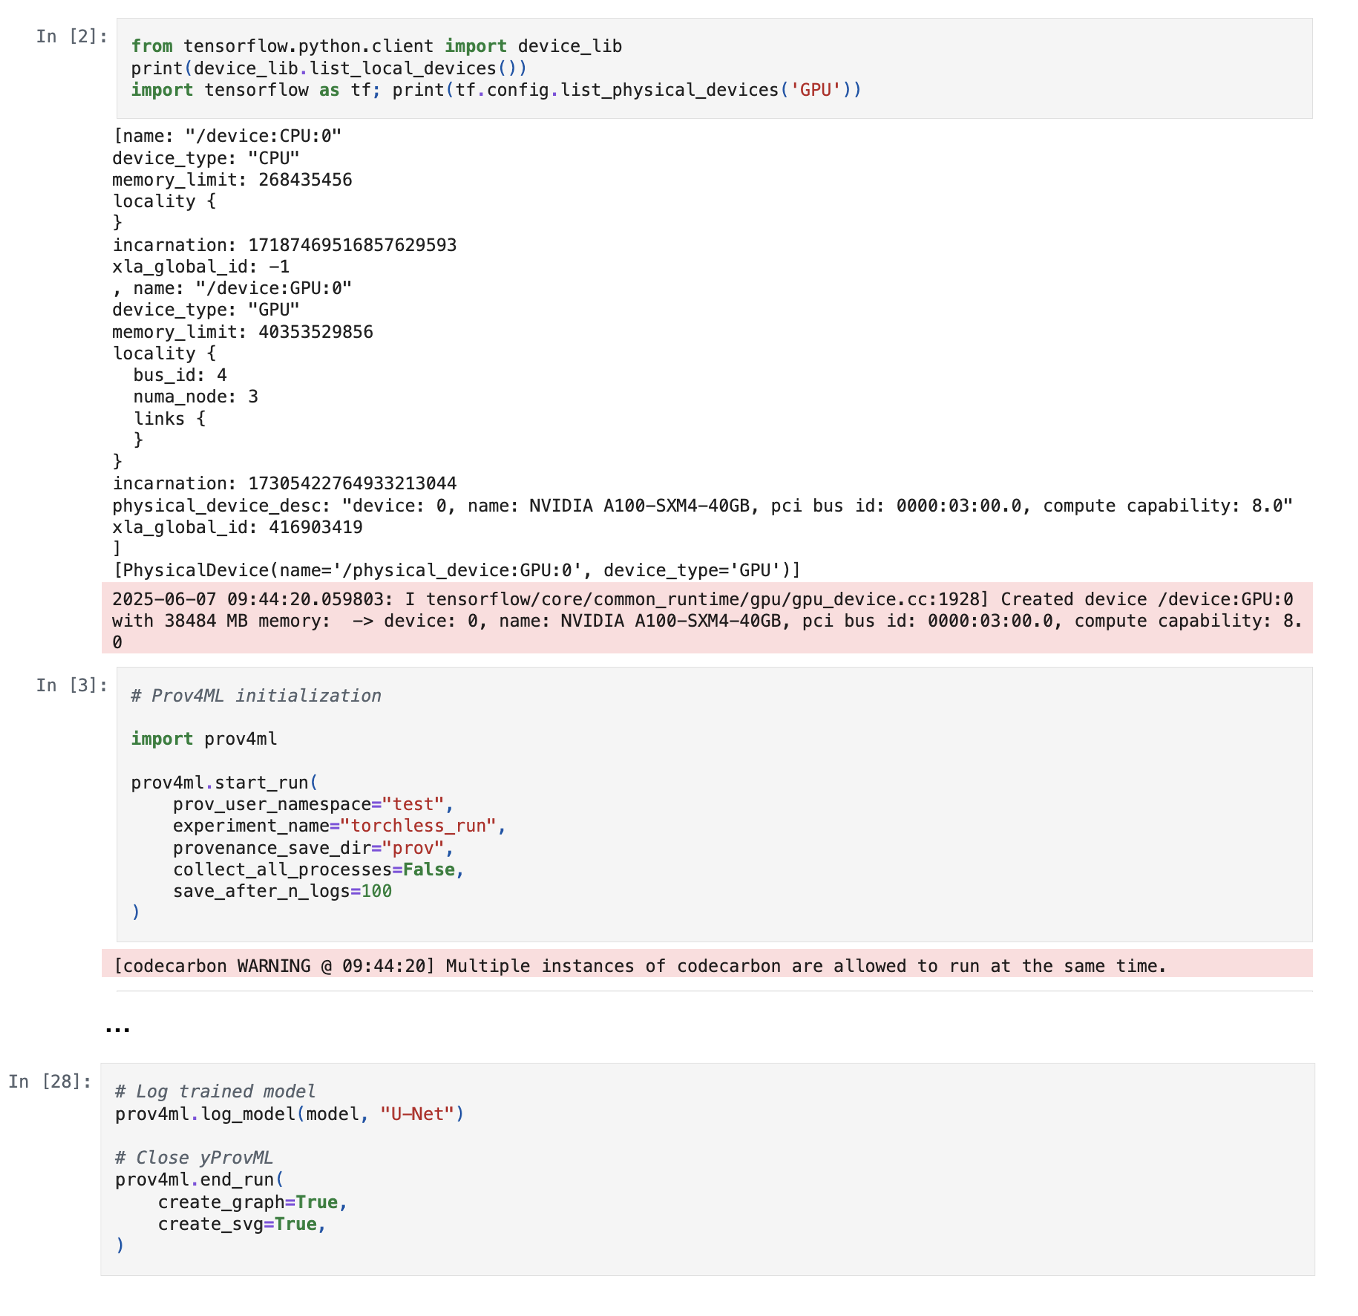 In [2]:
from tensorflow.python.client import device_lib
print(device_lib.list_local_devices())
import tensorflow as tf; print(tf.config.list_physical_devices('GPU'))
[name: "/device:CPU:0"
device_type: "CPU"
memory_limit: 268435456
locality {
}
incarnation: 17187469516857629593
xla_global_id: -1
, name: "/device:GPU:0"
device_type: "GPU"
memory_limit: 40353529856
locality {
  bus_id: 4
  numa_node: 3
  links {
  }
}
incarnation: 17305422764933213044
physical_device_desc: "device: 0, name: NVIDIA A100-SXM4-40GB, pci bus id: 0000:03:00.0, compute capability: 8.0"
xla_global_id: 416903419
]
[PhysicalDevice(name='/physical_device:GPU:0', device_type='GPU')]
2025-06-07 09:44:20.059803: I tensorflow/core/common_runtime/gpu/gpu_device.cc:1928] Created device /device:GPU:0
with 38484 MB memory:  -> device: 0, name: NVIDIA A100-SXM4-40GB, pci bus id: 0000:03:00.0, compute capability: 8.
0
In [3]:
# Prov4ML initialization
import prov4ml
prov4ml.start_run(
    prov_user_namespace="test",
    experiment_name="torchless_run",
    provenance_save_dir="prov",
    collect_all_processes=False,
    save_after_n_logs=100
)
[codecarbon WARNING @ 09:44:20] Multiple instances of codecarbon are allowed to run at the same time.
...
In [28]:
# Log trained model
prov4ml.log_model(model, "U-Net")
# Close yProvML
prov4ml.end_run(
    create_graph=True,
    create_svg=True,
)